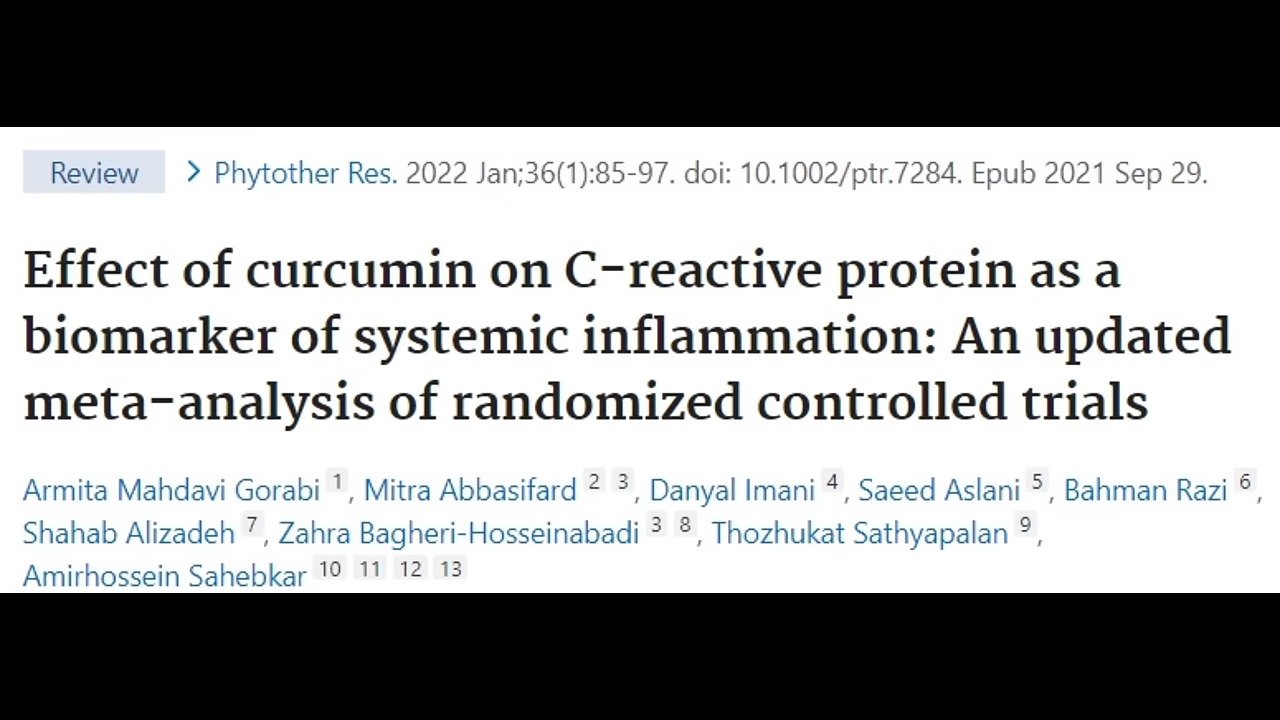 Review > Phytother Res. 2022 Jan;36(1):85-97. doi: 10.1002/ptr.7284. Epub 2021 Sep 29.
Effect of curcumin on C-reactive protein as a
biomarker of systemic inflammation: An updated
meta-analysis of randomized controlled trials
Armita Mahdavi Gorabi 1, Mitra Abbasifard 2 3, Danyal Imani 4, Saeed Aslani 5, Bahman Razi 6,
Shahab Alizadeh 7, Zahra Bagheri-Hosseinabadi 3 8, Thozhukat Sathyapalan 9,
Amirhossein Sahebkar 10 11 12 13